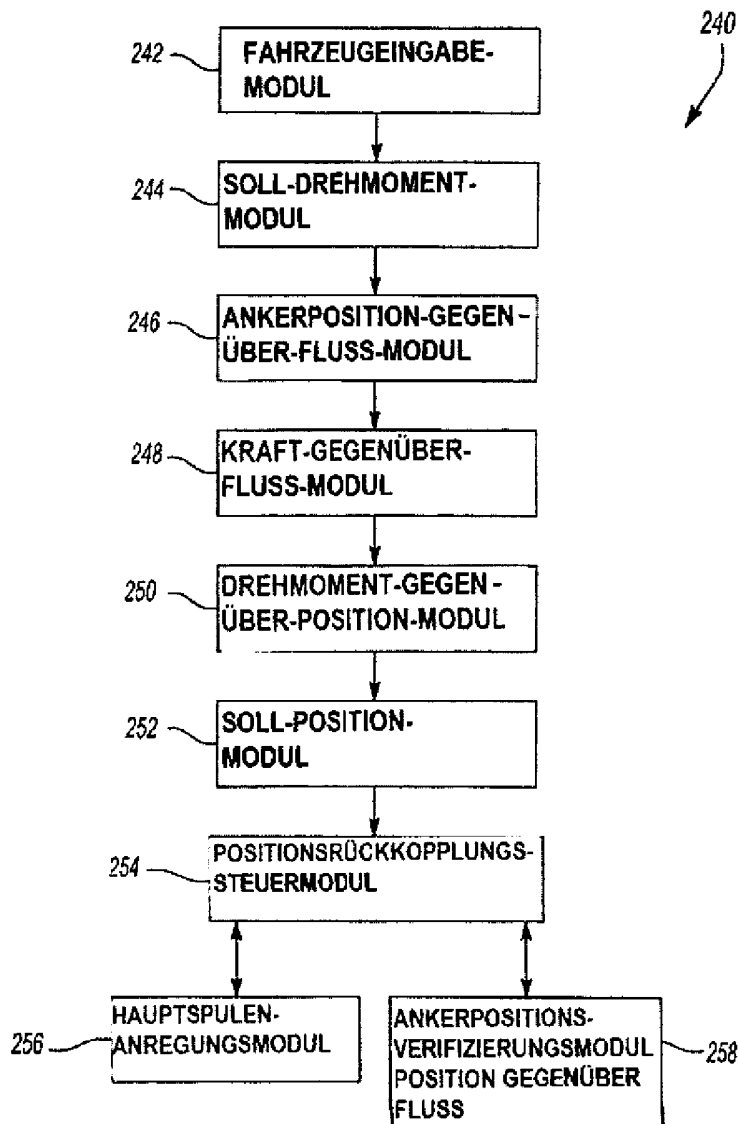 240
242
FAHRZEUGEINGABE-
MODUL
244
SOLL-DREHMOMENT-
MODUL
246
ANKERPOSITION-GEGEN-
ÜBER-FLUSS-MODUL
248
KRAFT-GEGENÜBER-
FLUSS-MODUL
250
DREHMOMENT-GEGEN-
ÜBER-POSITION-MODUL
252
SOLL-POSITION-
MODUL
254
POSITIONSRÜCKKOPPLUNGS-
STEUERMODUL
256
HAUPTSPULEN-
ANREGUNGSMODUL
ANKERPOSITIONS-
VERIFIZIERUNGSMODUL
POSITION GEGENÜBER
FLUSS
258